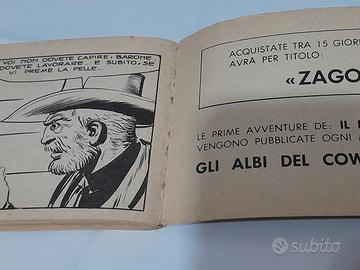 VOI NON DOVETE CAPIRE, BARONE
DOVETE LAVORARE... E SUBITO, SE
VI PREME LA PELLE...
ACQUISTATE TRA 15 GIOR
AVRÀ PER TITOLO:
«ZAGO
LE PRIME AVVENTURE DE: IL
VENGONO PUBBLICATE OGNI
GLI ALBI DEL COW
subito